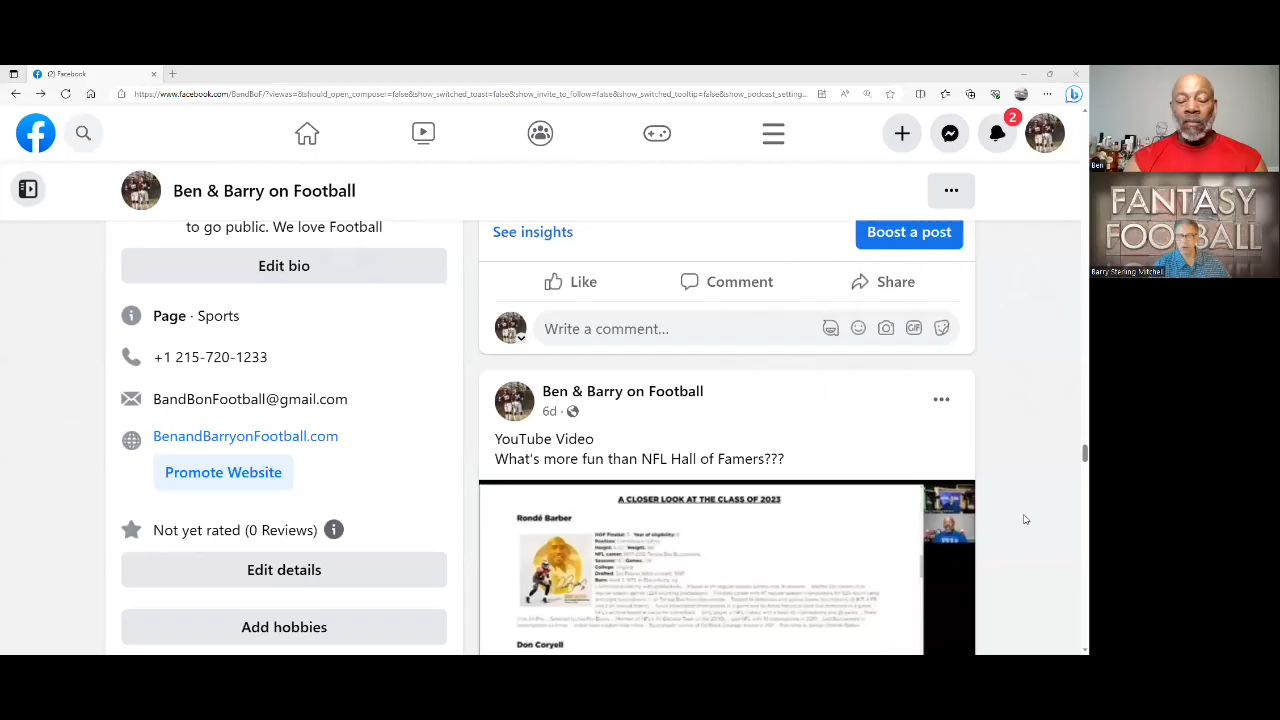 (2) Facebook
https://www.facebook.com/BandBoF/?viewas=&should_open_composer=false&show_switched_toast=false&show_invite_to_follow=false&show_switched_tooltip=false&show_podcast_setting...
2
Ben & Barry on Football
to go public. We love Football
Edit bio
Page · Sports
+1 215-720-1233
BandBonFootball@gmail.com
BenandBarryonFootball.com
Promote Website
Not yet rated (0 Reviews)
Edit details
Add hobbies
See insights
Boost a post
Like
Comment
Share
Write a comment...
GIF
Ben & Barry on Football
6d
YouTube Video
What's more fun than NFL Hall of Famers???
A CLOSER LOOK AT THE CLASS OF 2023
Rondé Barber
Don Coryell
Ben
FANTASY
FOOTBALL
Barry Sterling Mitchell